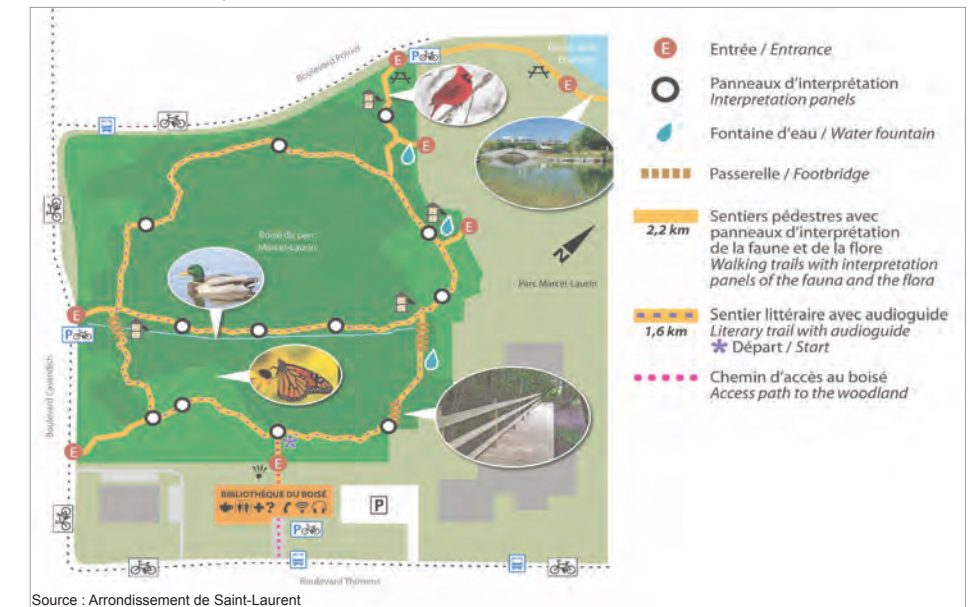 Boulevard Poirier
P
E
E
E
E
E
Boisé du parc
Marcel-Laurin
Parc Marcel-Laurin
N
E
P
Boulevard Cavendish
E
E
BIBLIOTHÈQUE DU BOISÉ
P
P
Boulevard Thimens
Source : Arrondissement de Saint-Laurent
E Entrée / Entrance
Panneaux d'interprétation
Interpretation panels
Fontaine d'eau / Water fountain
Passerelle / Footbridge
2,2 km
Sentiers pédestres avec
panneaux d'interprétation
de la faune et de la flore
Walking trails with interpretation
panels of the fauna and the flora
1,6 km
Sentier littéraire avec audioguide
Literary trail with audioguide
Départ / Start
Chemin d'accès au boisé
Access path to the woodland